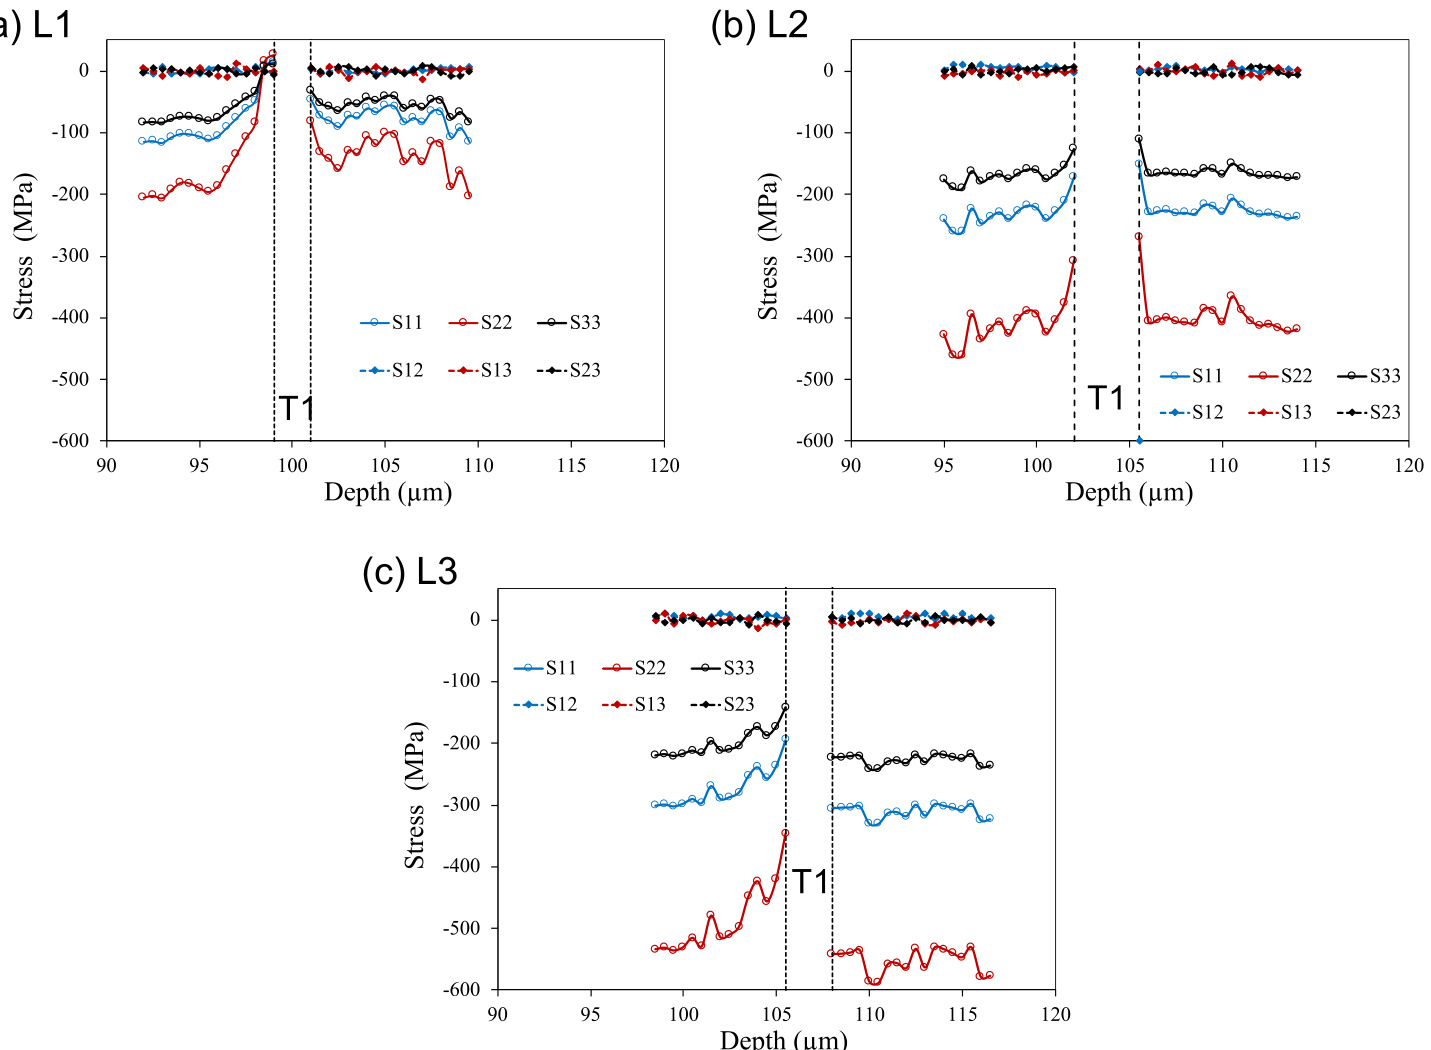 a) L1
(b) L2
0
-100
-200
-300
-400
-500
-600
Stress (MPa)
S11 S22 S33
S12 S13 S23
T1
90 95 100 105 110 115 120
Depth (µm)
0
-100
-200
-300
-400
-500
-600
Stress (MPa)
S11 S22 S33
S12 S13 S23
T1
90 95 100 105 110 115 120
Depth (µm)
(c) L3
0
-100
-200
-300
-400
-500
-600
Stress (MPa)
S11 S22 S33
S12 S13 S23
T1
90 95 100 105 110 115 120
Depth (µm)